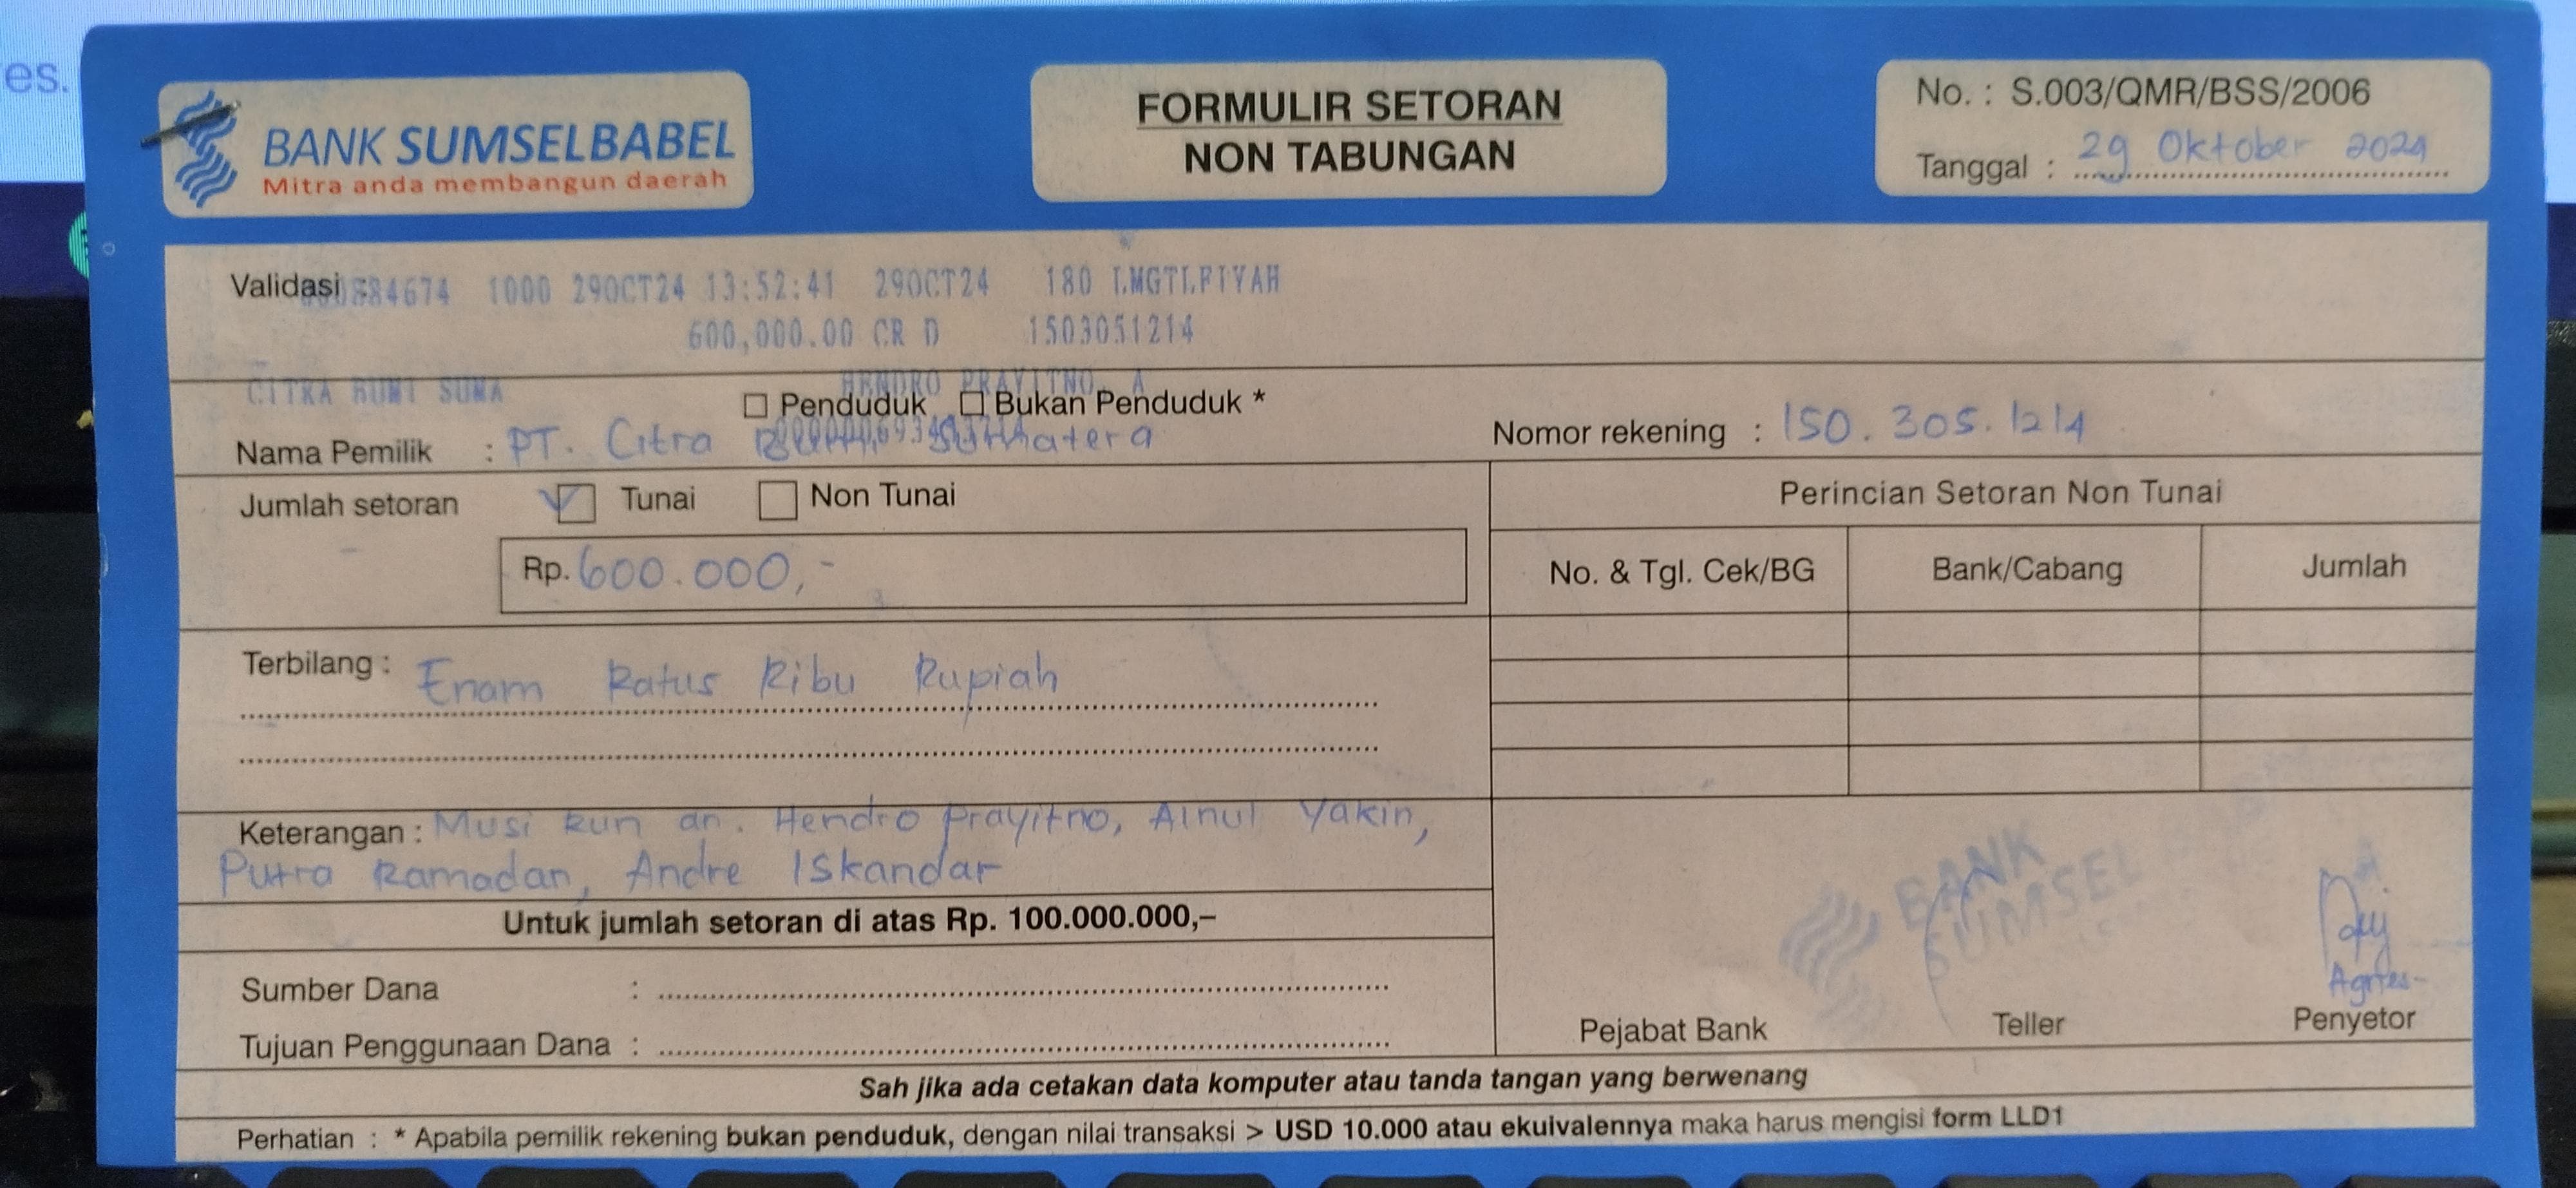 es.
BANK SUMSELBABEL
Mitra anda membangun daerah
FORMULIR SETORAN
NON TABUNGAN
No. : S.003/QMR/BSS/2006
Tanggal : 29 Oktober 2024
Validasi : 1000 29OCT24 13:52:41 29OCT24 180
600,000.00 CR D 1503051214
CITRA BUMI SUMA HENDRO PRAYITNO, A
Penduduk Bukan Penduduk *
Nama Pemilik : PT. Citra Bumi Sumatera
Nomor rekening : 150.305.1214
Jumlah setoran Tunai Non Tunai
Rp. 600.000,-
Perincian Setoran Non Tunai
No. & Tgl. Cek/BG Bank/Cabang Jumlah
Terbilang : Enam Ratus Ribu Rupiah
Keterangan : Musi Run an. Hendro Prayitno, Ainul Yakin,
Putra Ramadan, Andre Iskandar
Untuk jumlah setoran di atas Rp. 100.000.000,–
Sumber Dana :
Tujuan Penggunaan Dana :
BANK
SUMSEL
Agnes-
Pejabat Bank Teller Penyetor
Sah jika ada cetakan data komputer atau tanda tangan yang berwenang
Perhatian : * Apabila pemilik rekening bukan penduduk, dengan nilai transaksi > USD 10.000 atau ekuivalennya maka harus mengisi form LLD1